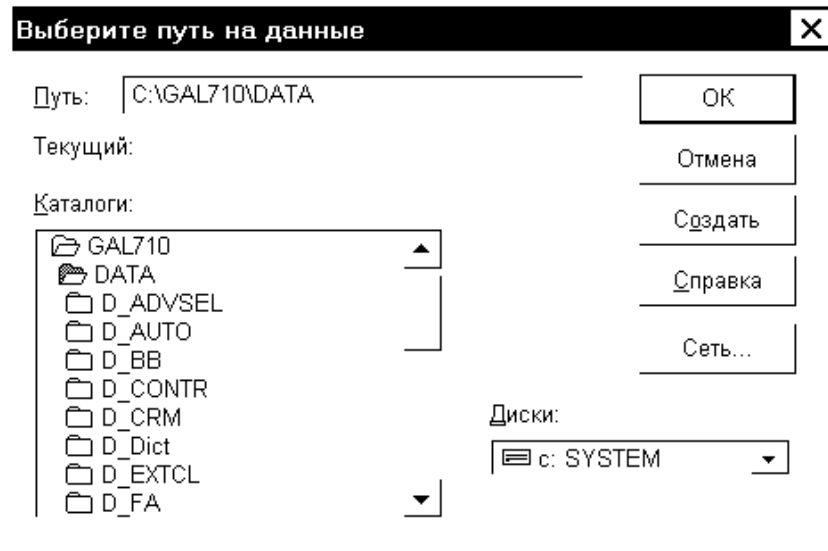 Выберите путь на данные
Путь: C:\GAL710\DATA
OK
Текущий:
Отмена
Каталоги:
Создать
GAL710
DATA
Справка
D_ADVSEL
D_AUTO
Сеть...
D_BB
D_CONTR
D_CRM
Диски:
D_Dict
c: SYSTEM
D_EXTCL
D_FA